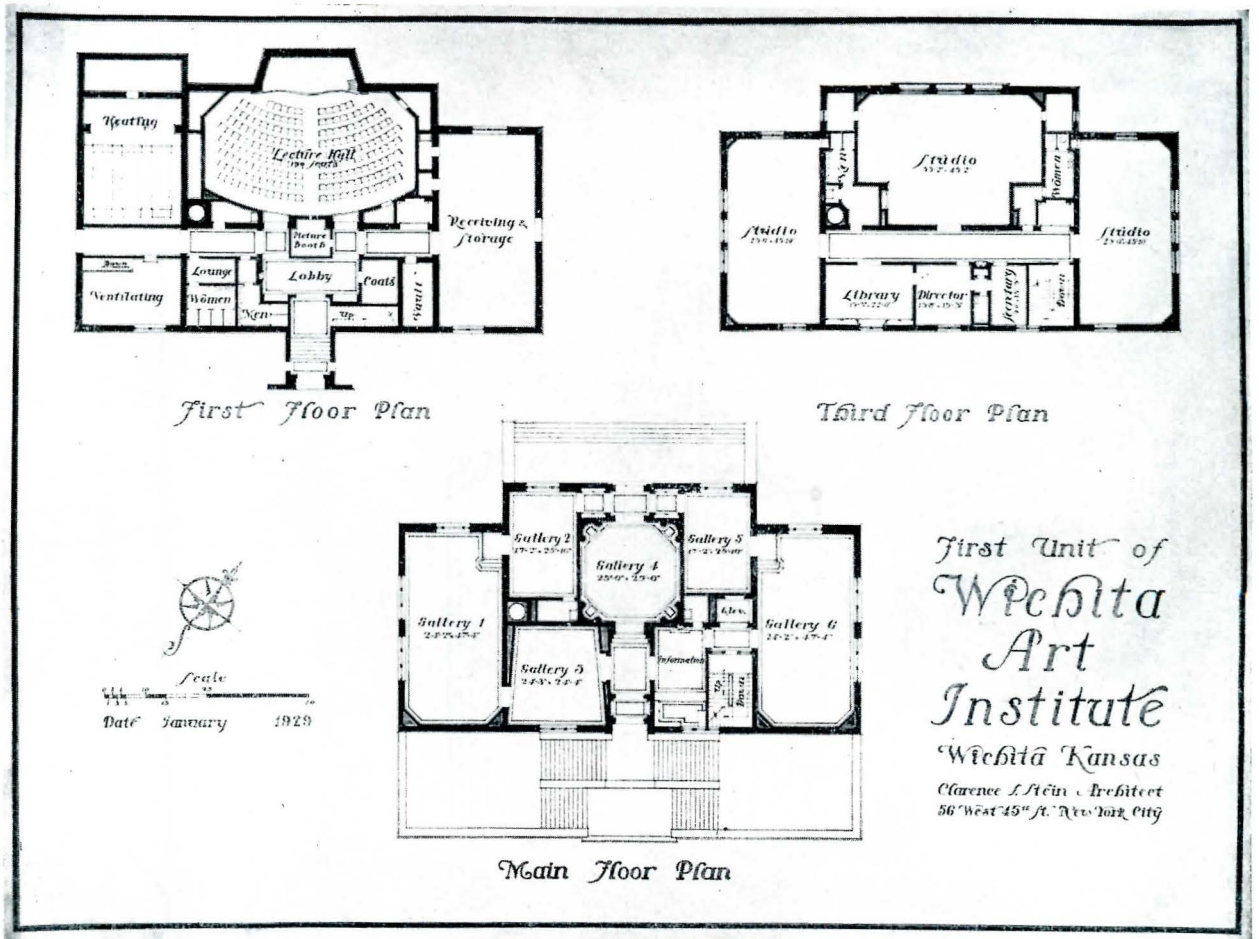 Heating
Lecture Hall
Receiving &
Storage
Picture
Booth
Lobby
Lounge
Women
Men
Coats
Vault
Up
Down
Ventilating
First Floor Plan
Studio
Men
Women
Studio
Studio
Library
Director
Secretary
Down
Third Floor Plan
Gallery 2
Gallery 4
Gallery 5
Gallery 1
Elev.
Gallery 6
Information
Gallery 3
Up
Down
Main Floor Plan
Scale
Date January 1929
First Unit of
Wichita
Art
Institute
Wichita Kansas
Clarence S. Stein Architect
56 West 45th St. New York City